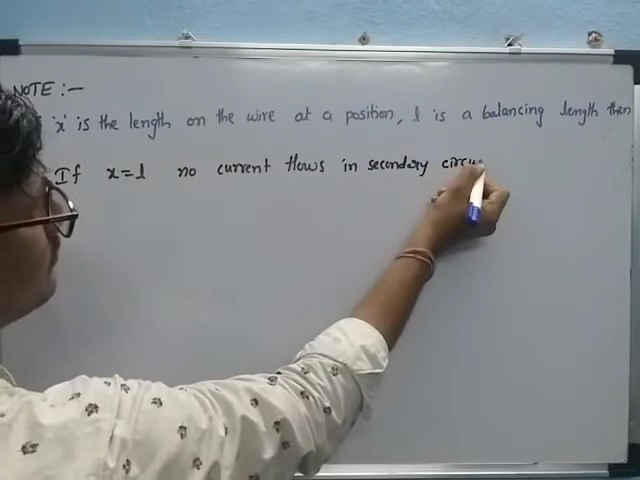 NOTE :-
'x' is the length on the wire at a position, l is a balancing length then
If x=l no current flows in secondary circu